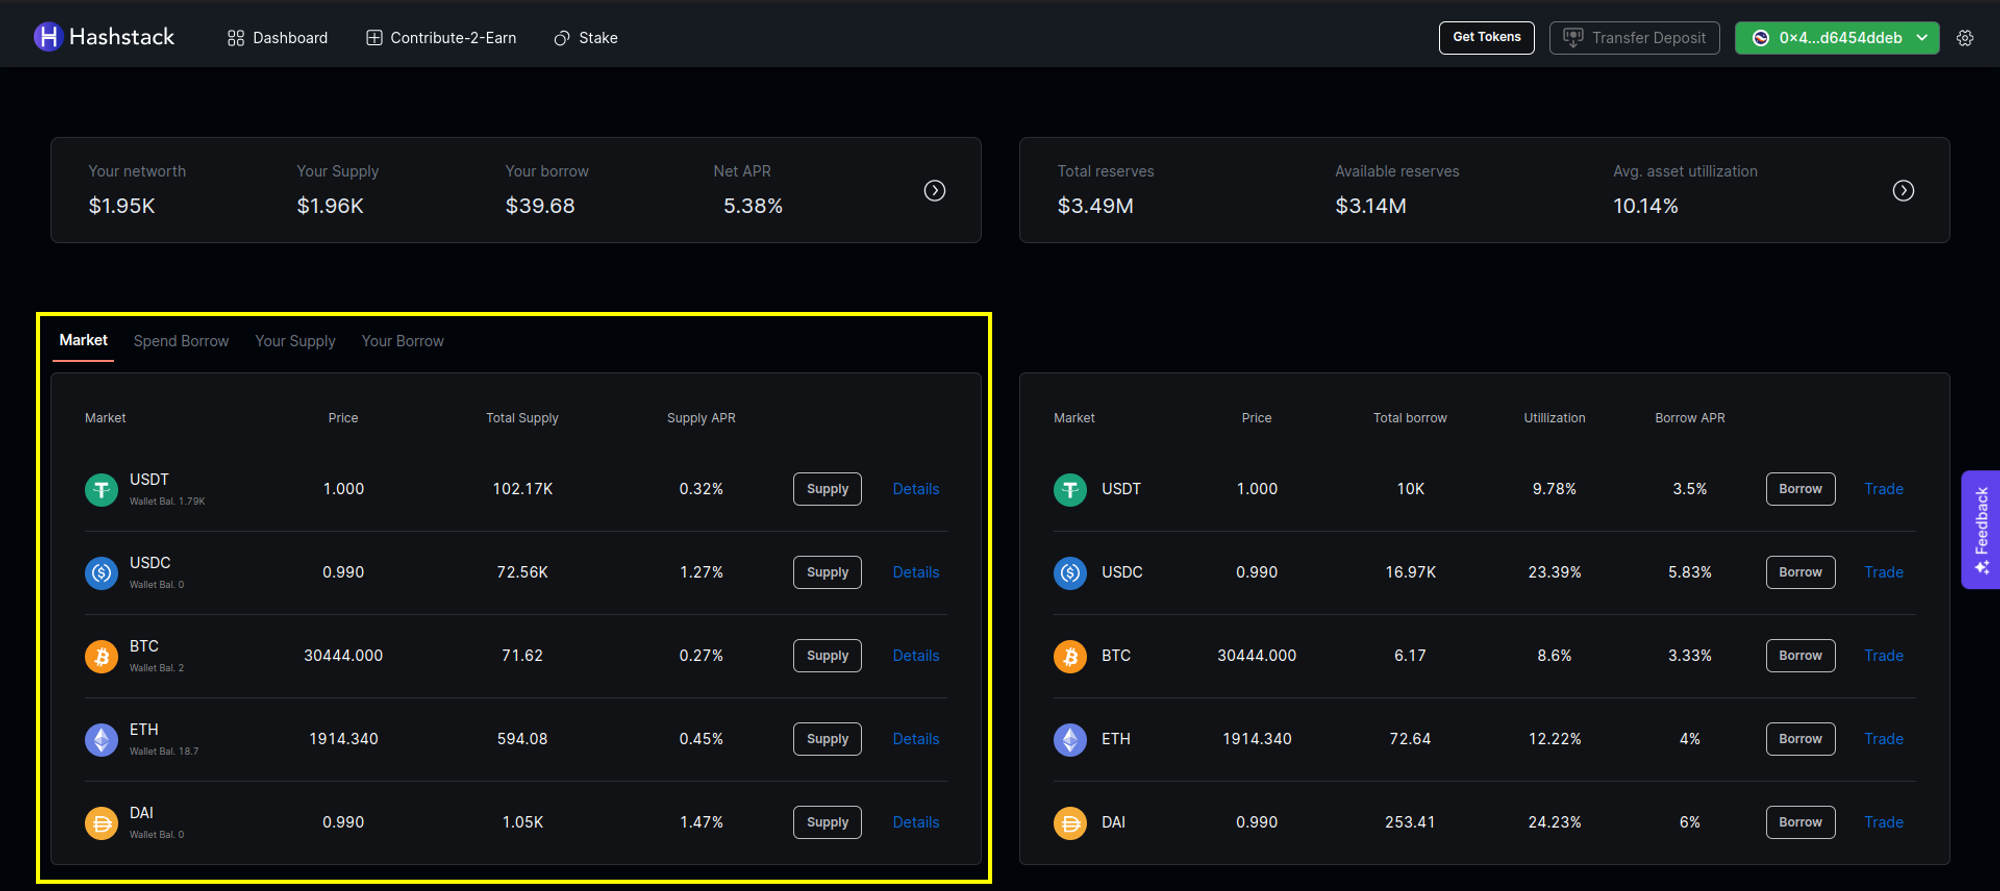 Hashstack Dashboard Contribute-2-Earn Stake Get Tokens Transfer Deposit 0x4...d6454ddeb
Your networth Your Supply Your borrow Net APR
$1.95K $1.96K $39.68 5.38%
Total reserves Available reserves Avg. asset utillization
$3.49M $3.14M 10.14%
Market Spend Borrow Your Supply Your Borrow
Market Price Total Supply Supply APR
USDT 1.000 102.17K 0.32% Supply Details
Wallet Bal. 1.79K
USDC 0.990 72.56K 1.27% Supply Details
Wallet Bal. 0
BTC 30444.000 71.62 0.27% Supply Details
Wallet Bal. 2
ETH 1914.340 594.08 0.45% Supply Details
Wallet Bal. 18.7
DAI 0.990 1.05K 1.47% Supply Details
Wallet Bal. 0
Market Price Total borrow Utillization Borrow APR
USDT 1.000 10K 9.78% 3.5% Borrow Trade
USDC 0.990 16.97K 23.39% 5.83% Borrow Trade
BTC 30444.000 6.17 8.6% 3.33% Borrow Trade
ETH 1914.340 72.64 12.22% 4% Borrow Trade
DAI 0.990 253.41 24.23% 6% Borrow Trade
Feedback